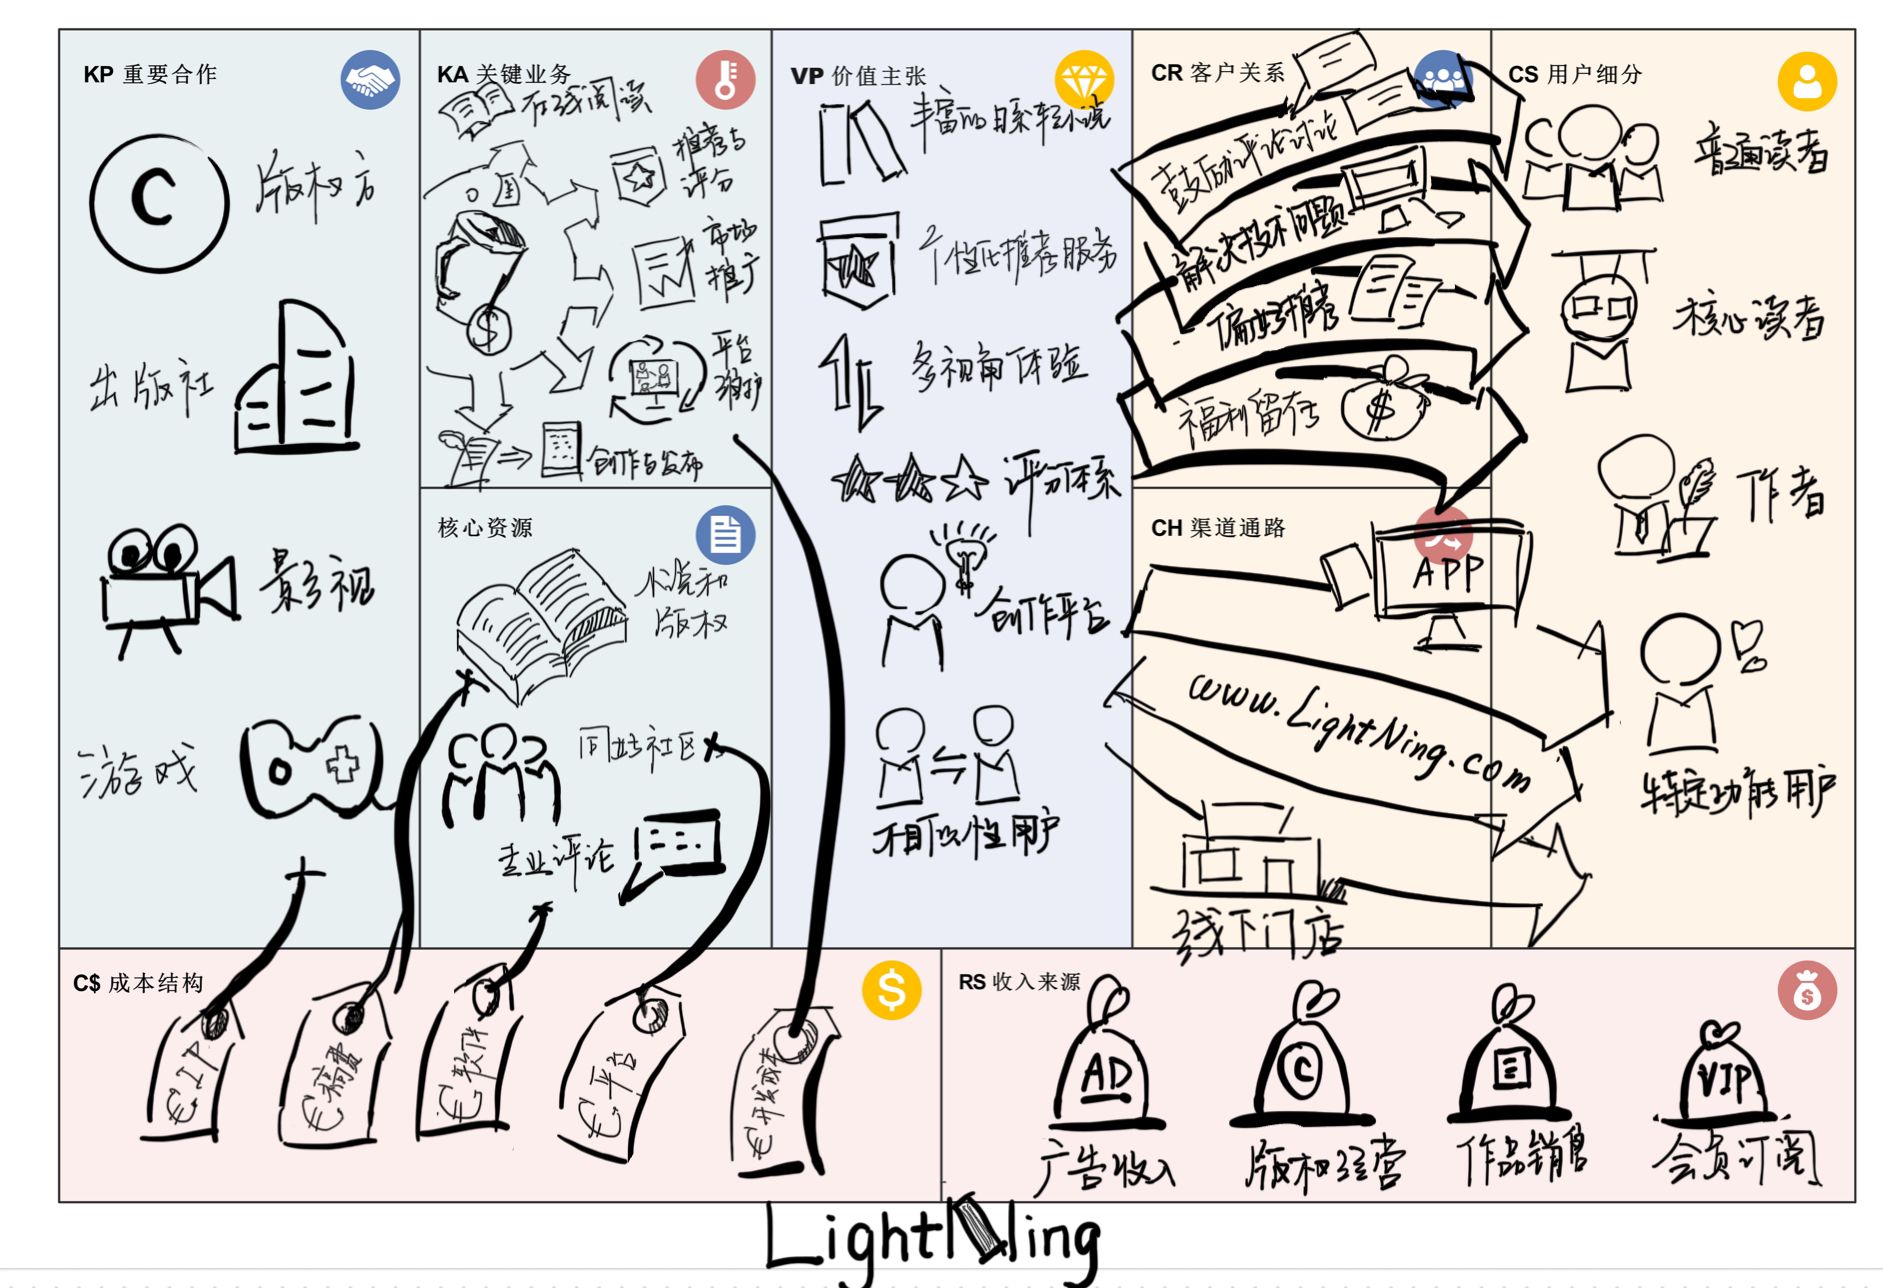 KP 重要合作
C
版权方
出版社
影视
游戏
KA 关键业务
在线阅读
推荐与
评分
市场
推广
$
平台
维护
创作与发布
核心资源
小说和
版权
同好社区
专业评论
VP 价值主张
丰富的日系轻小说
个性化推荐服务
多视角体验
评分体系
创作平台
相似性用户
CR 客户关系
鼓励评论讨论
解决技术问题
偏好推荐
福利留存
$
CH 渠道通路
APP
www.LightNing.com
线下门店
CS 用户细分
普通读者
核心读者
作者
特定功能用户
C$ 成本结构
€ IP
€ 稿费
€ 软件
€ 平台
€ 开发成本
RS 收入来源
AD
广告收入
C
版权经营
作品销售
VIP
会员订阅
LightNing